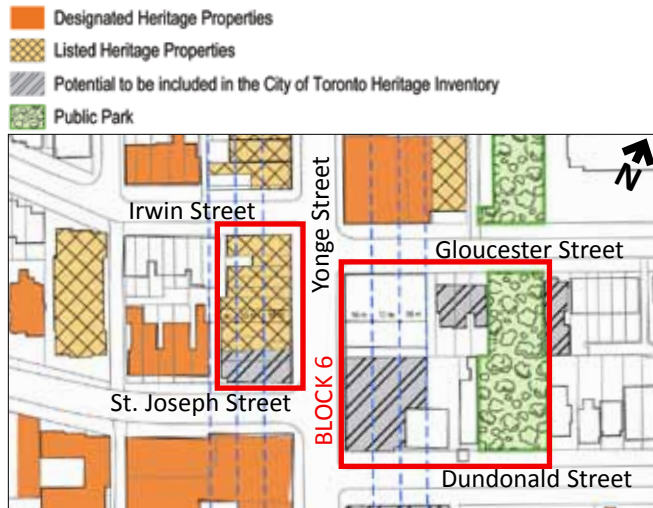 Designated Heritage Properties
Listed Heritage Properties
Potential to be included in the City of Toronto Heritage Inventory
Public Park
N
Irwin Street
Yonge Street
Gloucester Street
BLOCK 6
St. Joseph Street
Dundonald Street